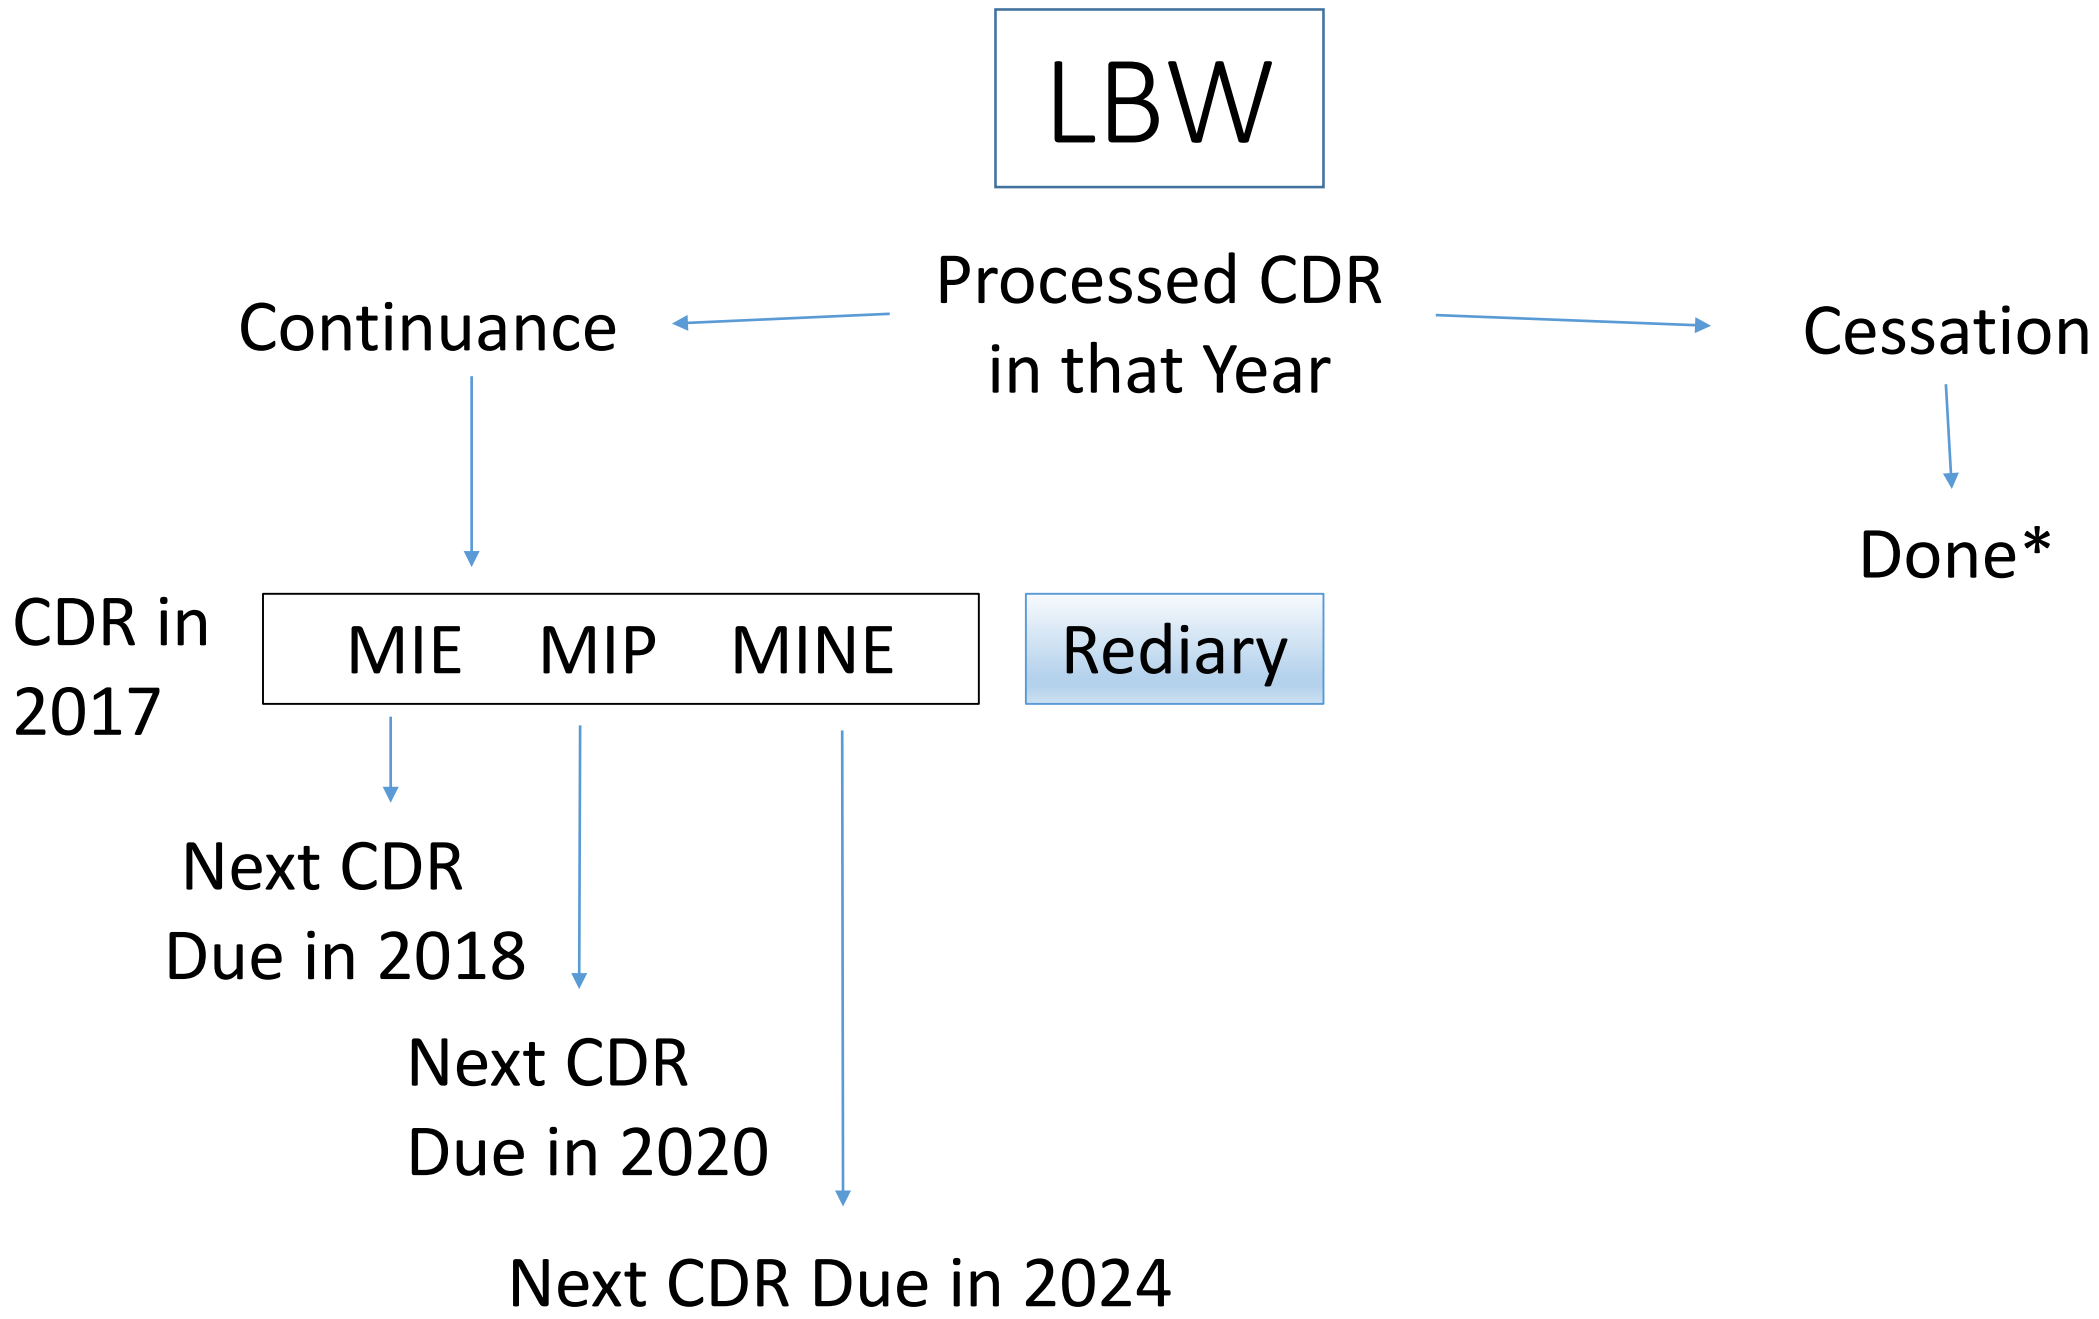 LBW
Processed CDR
in that Year
Continuance
Cessation
Done*
CDR in
2017
MIE MIP MINE
Rediary
Next CDR
Due in 2018
Next CDR
Due in 2020
Next CDR Due in 2024